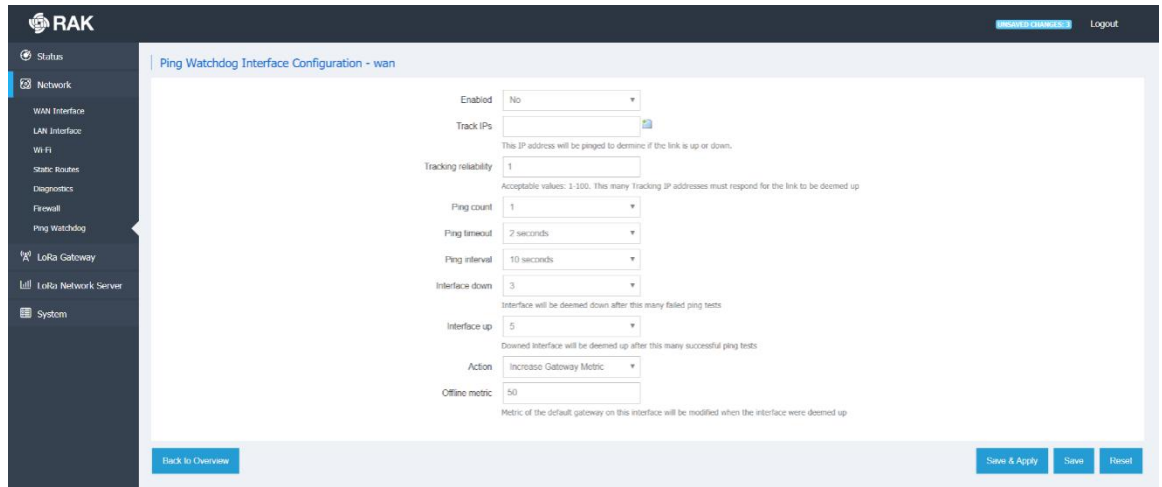 RAK
UNSAVED CHANGES: 3 Logout
Status
Network
WAN Interface
LAN Interface
Wi-Fi
Static Routes
Diagnostics
Firewall
Ping Watchdog
LoRa Gateway
LoRa Network Server
System
Ping Watchdog Interface Configuration - wan
Enabled No
Track IPs
This IP address will be pinged to dermine if the link is up or down.
Tracking reliability 1
Acceptable values: 1-100. This many Tracking IP addresses must respond for the link to be deemed up
Ping count 1
Ping timeout 2 seconds
Ping interval 10 seconds
Interface down 3
Interface will be deemed down after this many failed ping tests
Interface up 5
Downed interface will be deemed up after this many successful ping tests
Action Increase Gateway Metric
Offline metric 50
Metric of the default gateway on this interface will be modified when the interface were deemed up
Back to Overview Save & Apply Save Reset